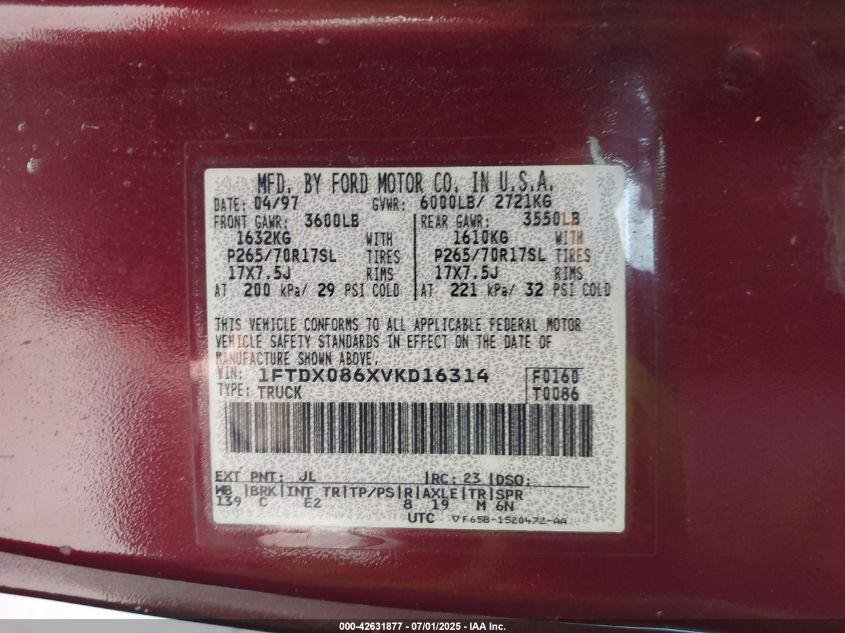 MFD. BY FORD MOTOR CO. IN U.S.A.
DATE: 04/97 GVWR: 6000LB/ 2721KG
FRONT GAWR: 3600LB REAR GAWR: 3550LB
1632KG WITH 1610KG WITH
P265/70R17SL TIRES P265/70R17SL TIRES
17X7.5J RIMS 17X7.5J RIMS
AT 200 kPa/ 29 PSI COLD AT 221 kPa/ 32 PSI COLD
THIS VEHICLE CONFORMS TO ALL APPLICABLE FEDERAL MOTOR
VEHICLE SAFETY STANDARDS IN EFFECT ON THE DATE OF
MANUFACTURE SHOWN ABOVE.
VIN: 1FTDX086XVKD16314 F0160
TYPE: TRUCK T0086
EXT PNT: JL RC: 23 DSO:
WB BRK INT TR TP/PS R AXLE TR SPR
139 C E2 8 19 M 6N
UTC ▽F65B-1520472-AA
000-42631877 - 07/01/2025 - IAA Inc.